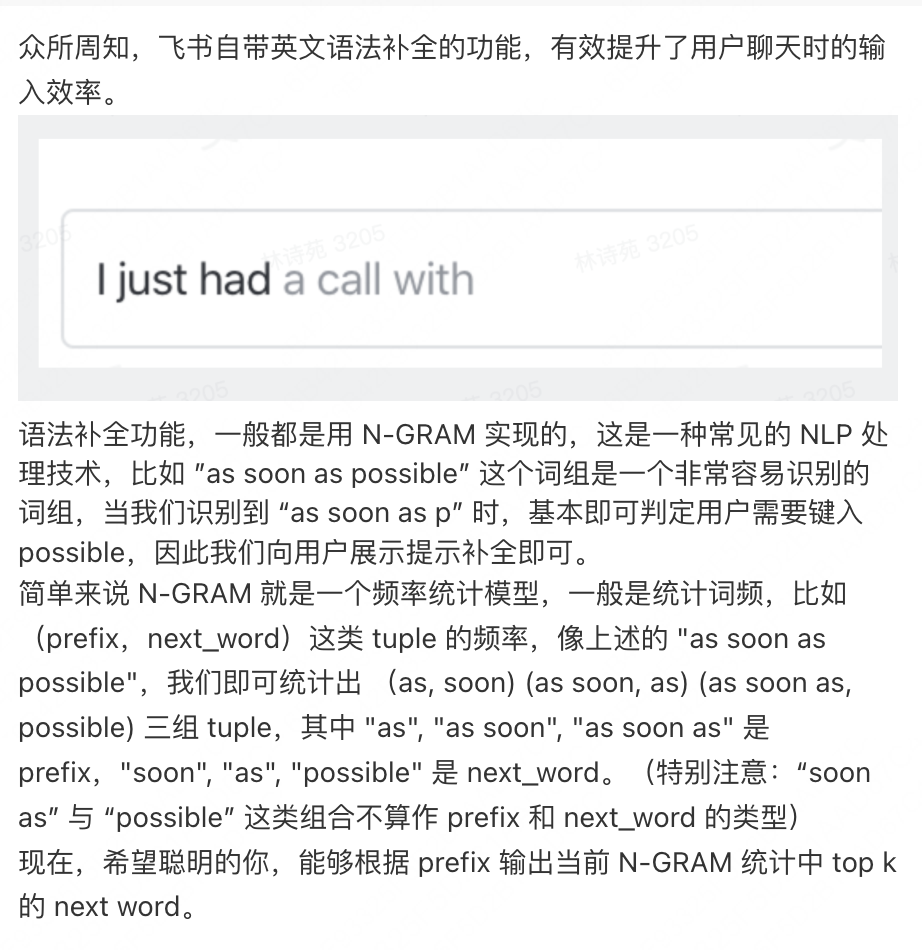 众所周知，飞书自带英文语法补全的功能，有效提升了用户聊天时的输
入效率。
3205
林诗苑 3205
林诗苑 3205
I just had a call with
3205
3205
3205
语法补全功能，一般都是用 N-GRAM 实现的，这是一种常见的 NLP 处
理技术，比如 ”as soon as possible” 这个词组是一个非常容易识别的
词组，当我们识别到 “as soon as p” 时，基本即可判定用户需要键入
possible，因此我们向用户展示提示补全即可。
简单来说 N-GRAM 就是一个频率统计模型，一般是统计词频，比如
（prefix，next_word）这类 tuple 的频率，像上述的 "as soon as
possible"，我们即可统计出 （as, soon) (as soon, as) (as soon as,
possible) 三组 tuple，其中 "as", "as soon", "as soon as" 是
prefix，"soon", "as", "possible" 是 next_word。（特别注意：“soon
as” 与 “possible” 这类组合不算作 prefix 和 next_word 的类型）
现在，希望聪明的你，能够根据 prefix 输出当前 N-GRAM 统计中 top k
的 next word。